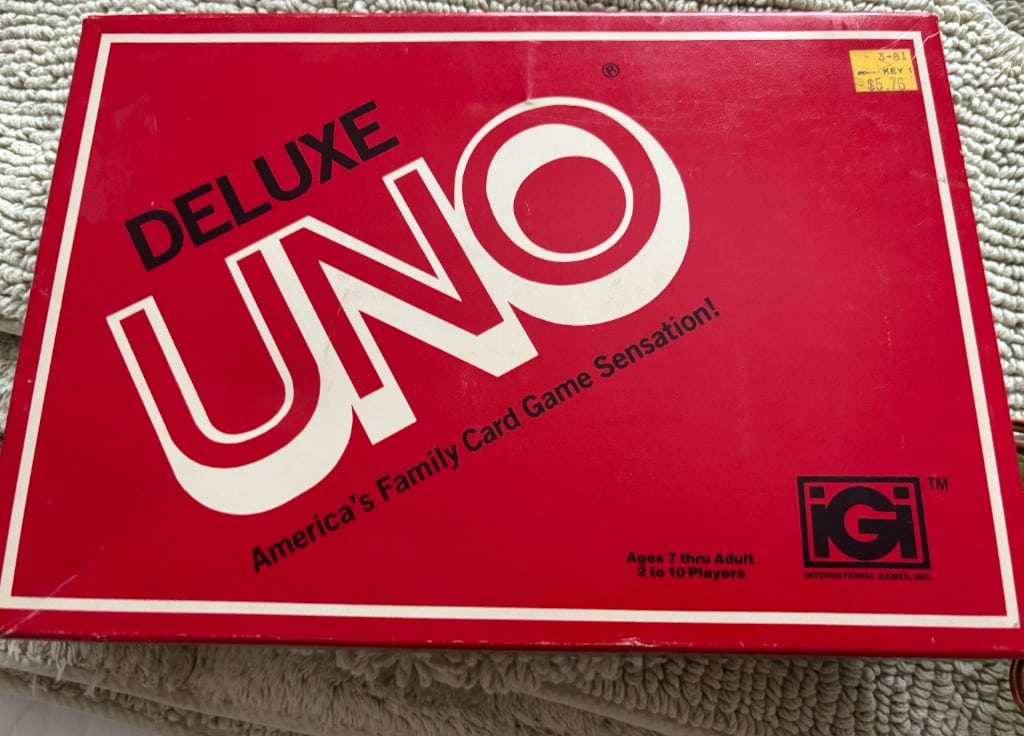 ®
3-81
KEY 1
$5.76
DELUXE
UNO
America's Family Card Game Sensation!
Ages 7 thru Adult
2 to 10 Players
iGi TM
INTERNATIONAL GAMES, INC.